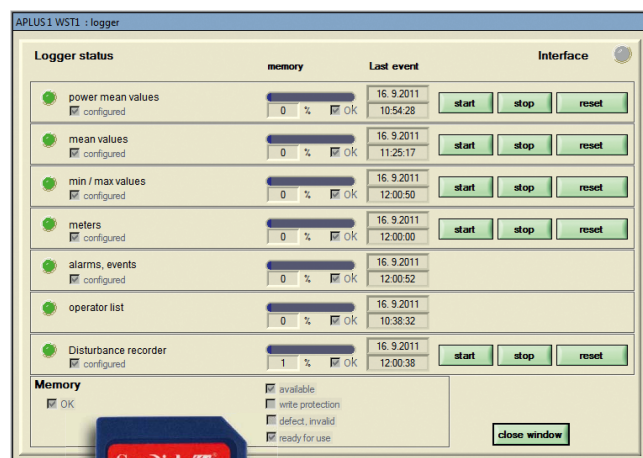 APLUS1 WST1 : logger
Logger status
memory
Last event
Interface
power mean values
configured
0 % OK
16. 9.2011
10:54:28
start stop reset
mean values
configured
0 % OK
16. 9.2011
11:25:17
start stop reset
min / max values
configured
0 % OK
16. 9.2011
12:00:50
start stop reset
meters
configured
0 % OK
16. 9.2011
12:00:00
start stop reset
alarms, events
configured
0 % OK
16. 9.2011
12:00:52
operator list
0 % OK
16. 9.2011
10:38:32
Disturbance recorder
configured
1 % OK
16. 9.2011
12:00:38
start stop reset
Memory
OK
available
write protection
defect, invalid
ready for use
close window